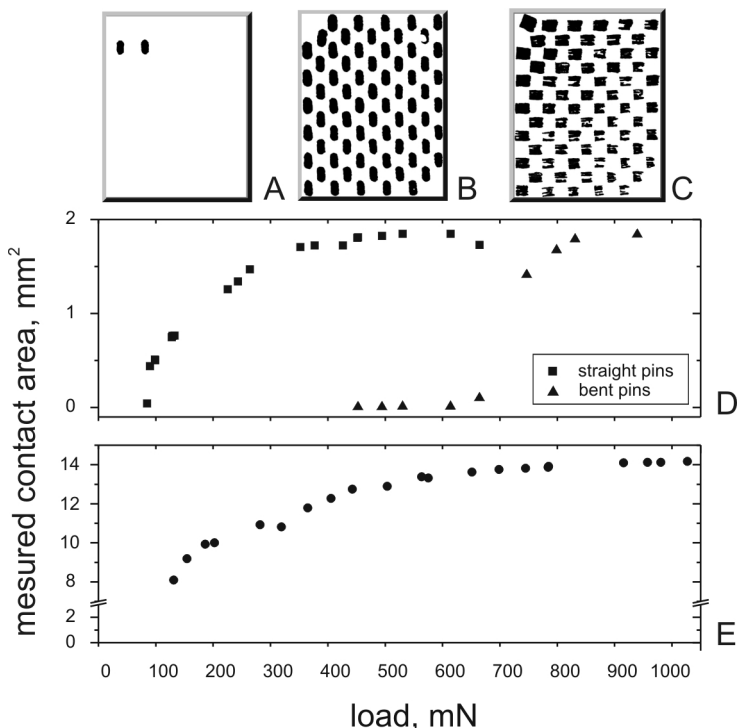 A
B
C
2
1
0
straight pins
bent pins
D
14
12
10
8
2
0
E
0 100 200 300 400 500 600 700 800 900 1000
load, mN
mesured contact area, mm²